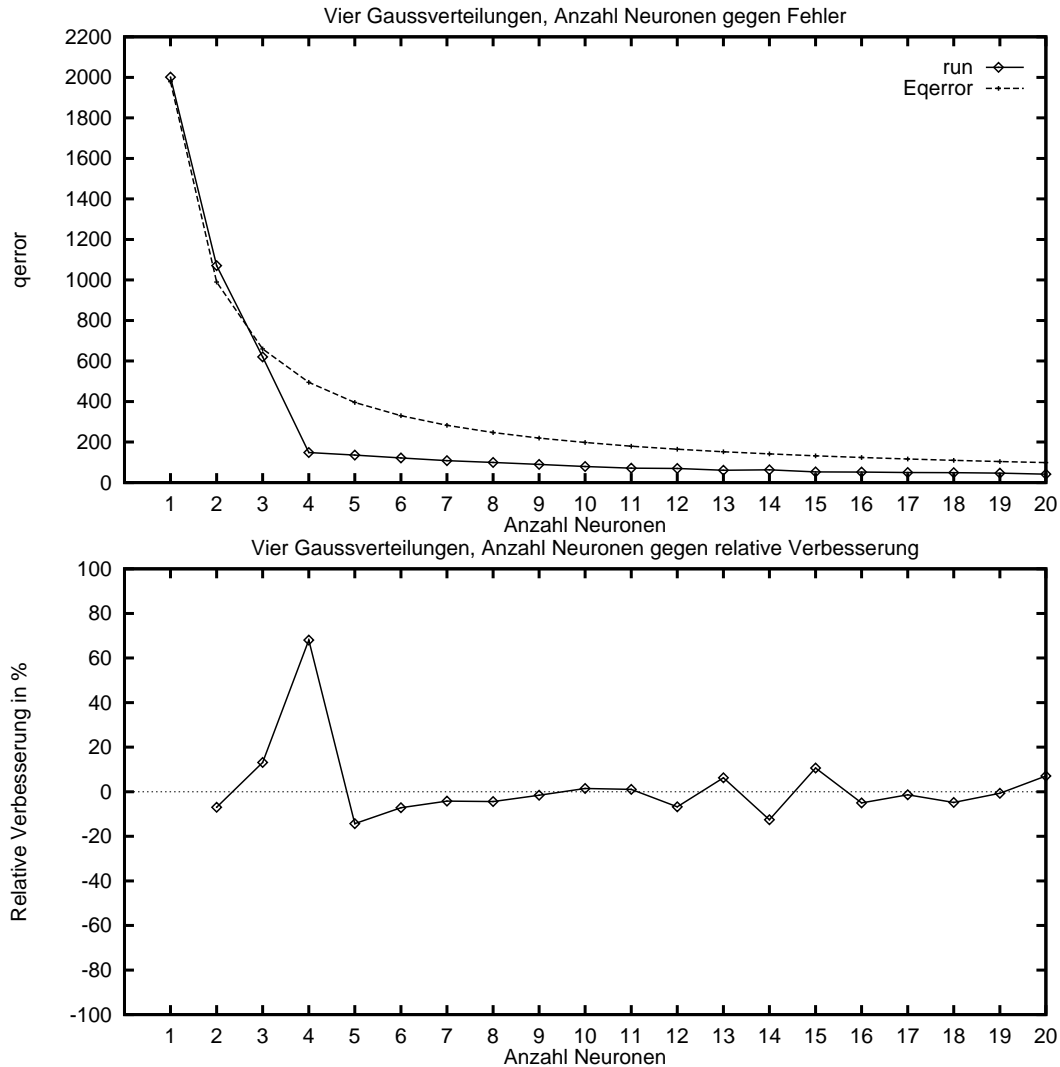 Vier Gaussverteilungen, Anzahl Neuronen gegen Fehler
2200
2000
1800
1600
1400
1200
1000
800
600
400
200
0
qerror
run
Eqerror
1 2 3 4 5 6 7 8 9 10 11 12 13 14 15 16 17 18 19 20
Anzahl Neuronen
Vier Gaussverteilungen, Anzahl Neuronen gegen relative Verbesserung
100
80
60
40
20
0
-20
-40
-60
-80
-100
Relative Verbesserung in %
1 2 3 4 5 6 7 8 9 10 11 12 13 14 15 16 17 18 19 20
Anzahl Neuronen